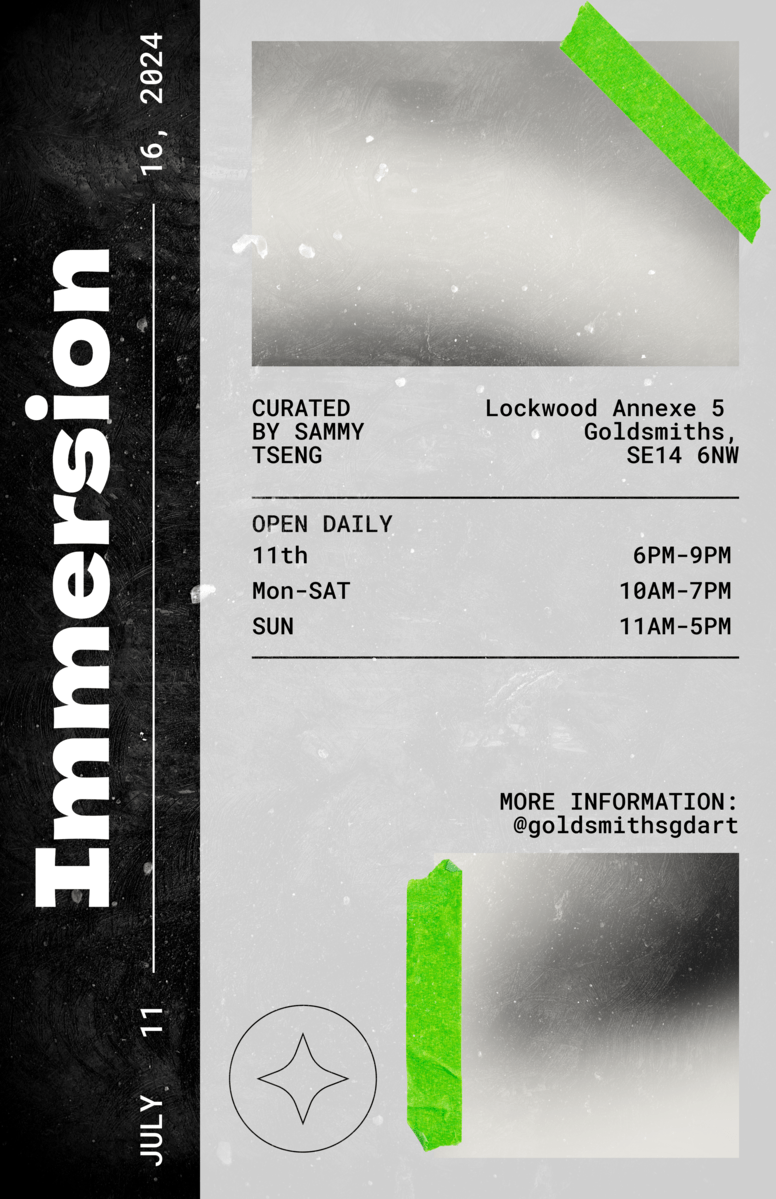 Immersion
JULY 11 16, 2024
CURATED
BY SAMMY
TSENG
Lockwood Annexe 5
Goldsmiths,
SE14 6NW
OPEN DAILY
11th 6PM-9PM
Mon-SAT 10AM-7PM
SUN 11AM-5PM
MORE INFORMATION:
@goldsmithsgdart